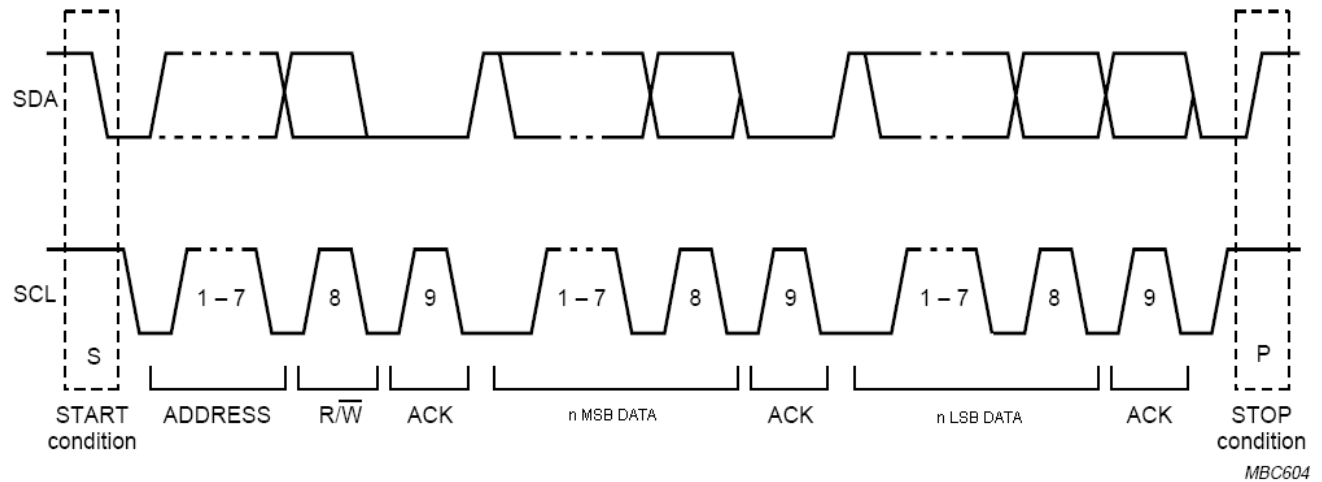 SDA
SCL
1 – 7
8
9
1 – 7
8
9
1 – 7
8
9
S
P
START
condition
ADDRESS
R/W̅
ACK
n MSB DATA
ACK
n LSB DATA
ACK
STOP
condition
MBC604